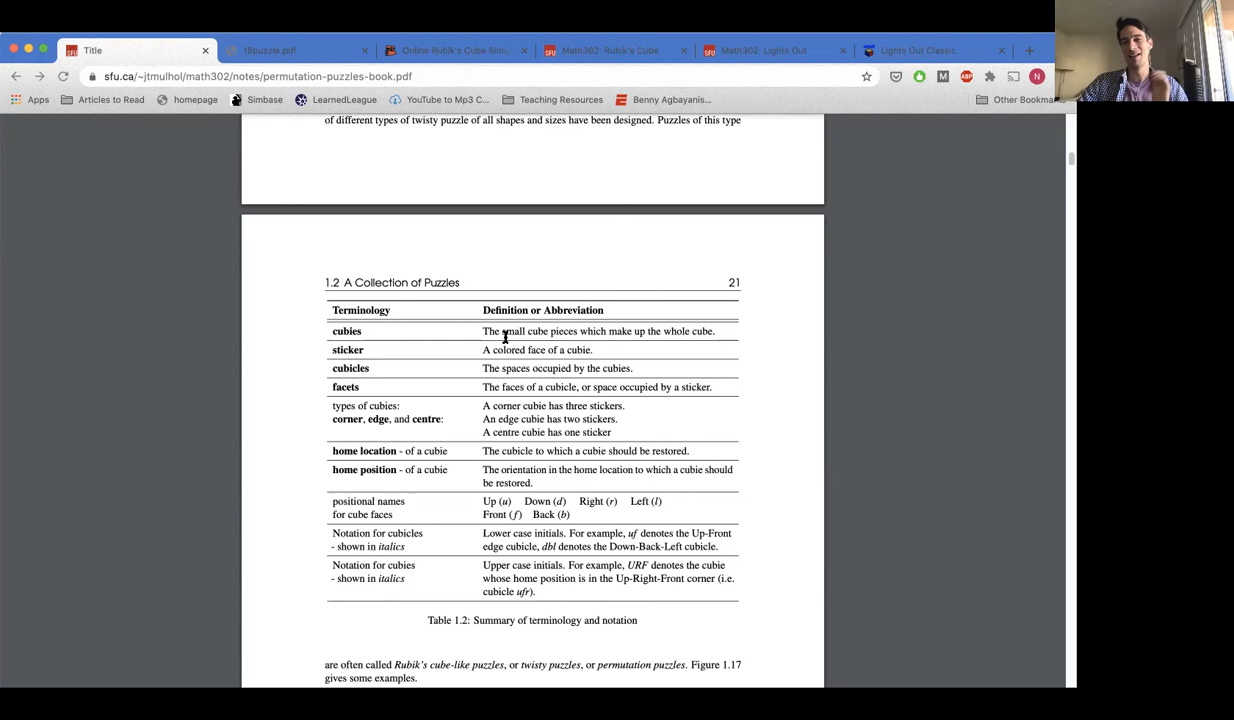 Title
15puzzle.pdf
Online Rubik's Cube Sim
Math302: Rubik's Cube
Math302: Lights Out
Lights Out Classic
sfu.ca/~jtmulhol/math302/notes/permutation-puzzles-book.pdf
Apps
Articles to Read
homepage
Simbase
LearnedLeague
YouTube to Mp3 C...
Teaching Resources
Benny Agbayanis...
Other Bookmarks
of different types of twisty puzzle of all shapes and sizes have been designed. Puzzles of this type
1.2 A Collection of Puzzles 21
Terminology Definition or Abbreviation
cubies The small cube pieces which make up the whole cube.
sticker A colored face of a cubie.
cubicles The spaces occupied by the cubies.
facets The faces of a cubicle, or space occupied by a sticker.
types of cubies: A corner cubie has three stickers.
corner, edge, and centre: An edge cubie has two stickers.
A centre cubie has one sticker
home location - of a cubie The cubicle to which a cubie should be restored.
home position - of a cubie The orientation in the home location to which a cubie should
be restored.
positional names Up (u) Down (d) Right (r) Left (l)
for cube faces Front (f) Back (b)
Notation for cubicles Lower case initials. For example, uf denotes the Up-Front
- shown in italics edge cubicle, dbl denotes the Down-Back-Left cubicle.
Notation for cubies Upper case initials. For example, URF denotes the cubie
- shown in italics whose home position is in the Up-Right-Front corner (i.e.
cubicle ufr).
Table 1.2: Summary of terminology and notation
are often called Rubik's cube-like puzzles, or twisty puzzles, or permutation puzzles. Figure 1.17
gives some examples.